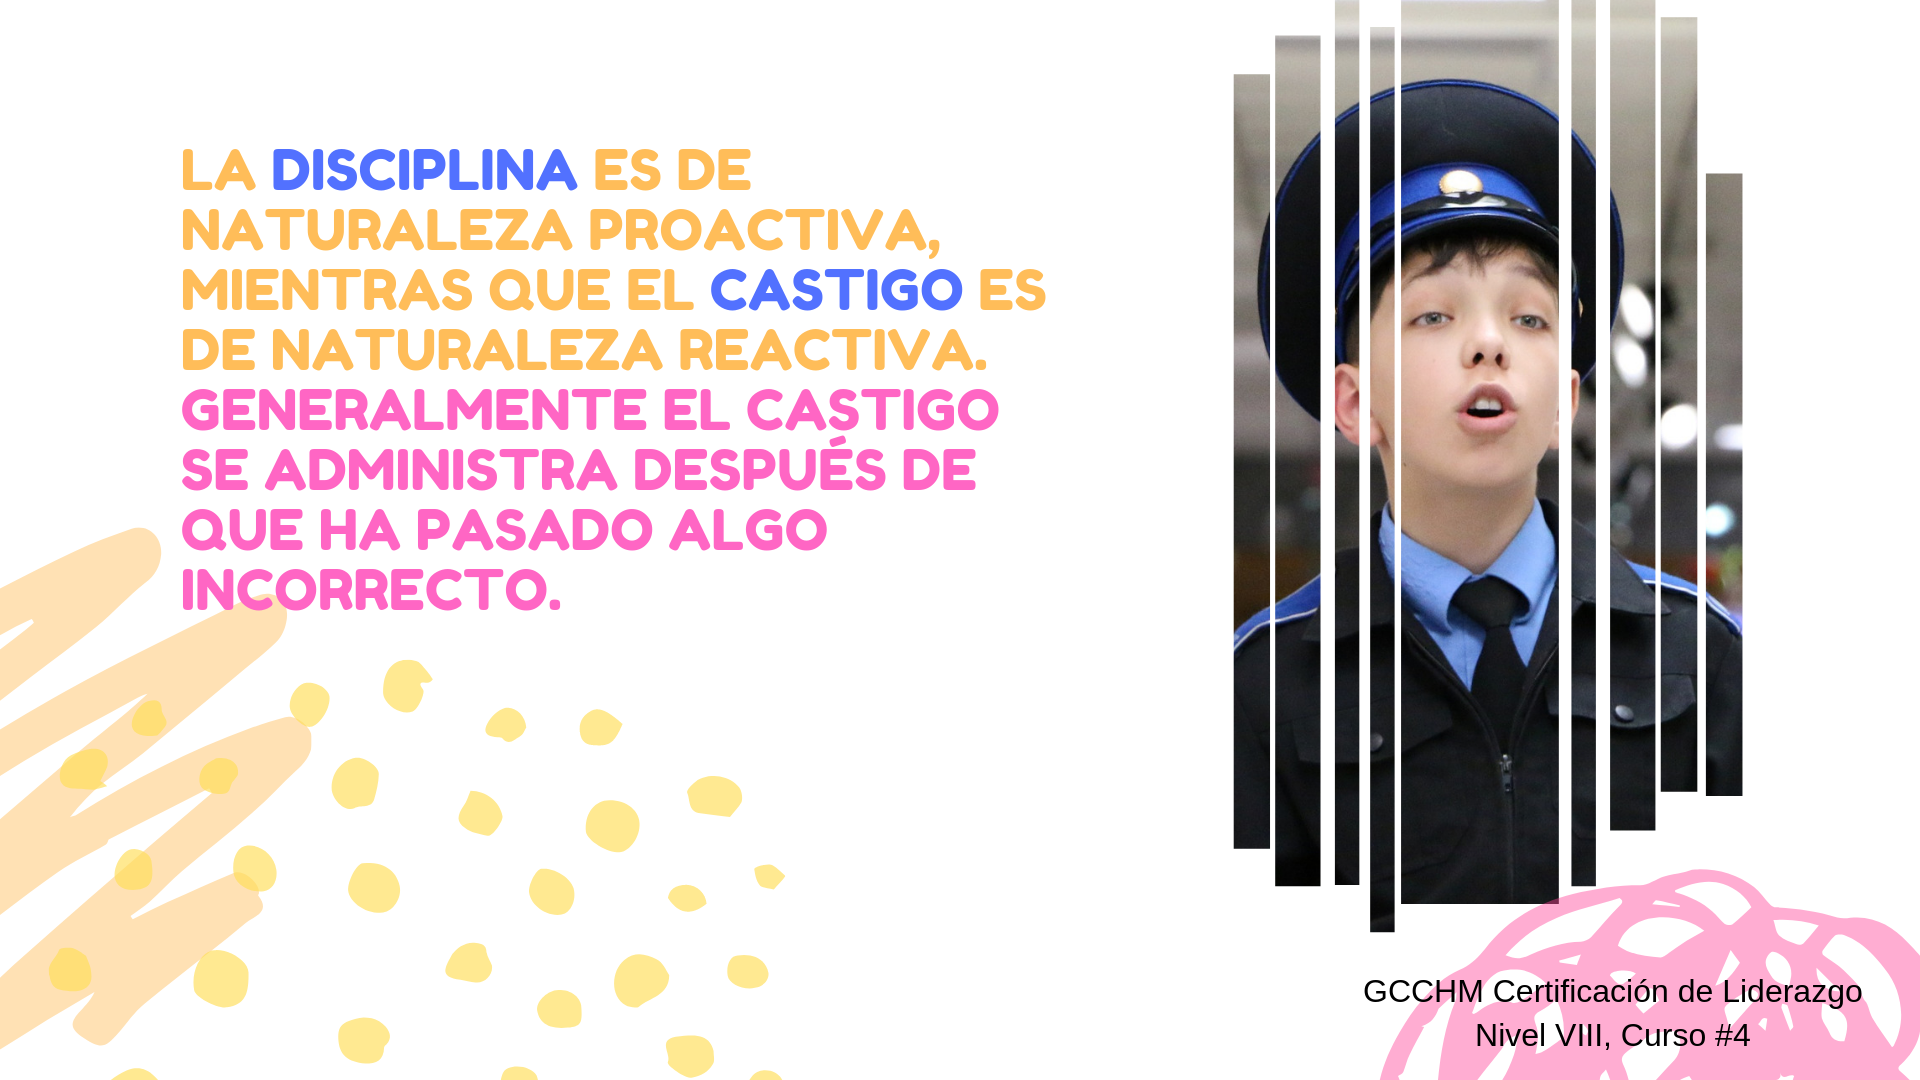 LA DISCIPLINA ES DE
NATURALEZA PROACTIVA,
MIENTRAS QUE EL CASTIGO ES
DE NATURALEZA REACTIVA.
GENERALMENTE EL CASTIGO
SE ADMINISTRA DESPUÉS DE
QUE HA PASADO ALGO
INCORRECTO.
GCCHM Certificación de Liderazgo
Nivel VIII, Curso #4